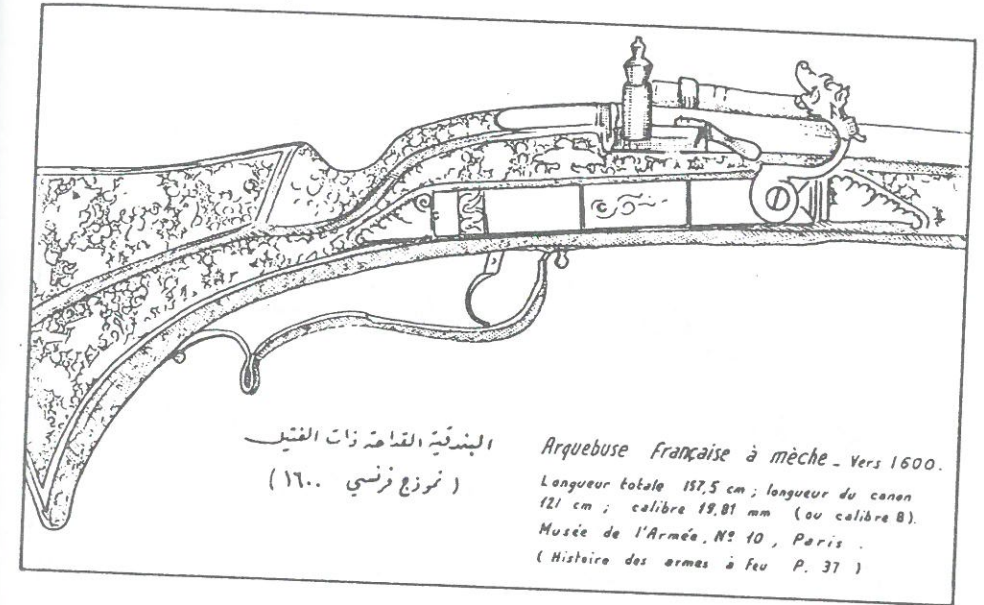 البندقية القداحة ذات الفتيل
( نموذج فرنسي ١٦٠٠ )
Arquebuse Française à mèche _ Vers 1600.
Longueur totale 157,5 cm ; longueur du canon
121 cm ; calibre 19,81 mm (ou calibre 8).
Musée de l'Armée, Nº 10 , Paris .
( Histoire des armes à feu P. 37 )